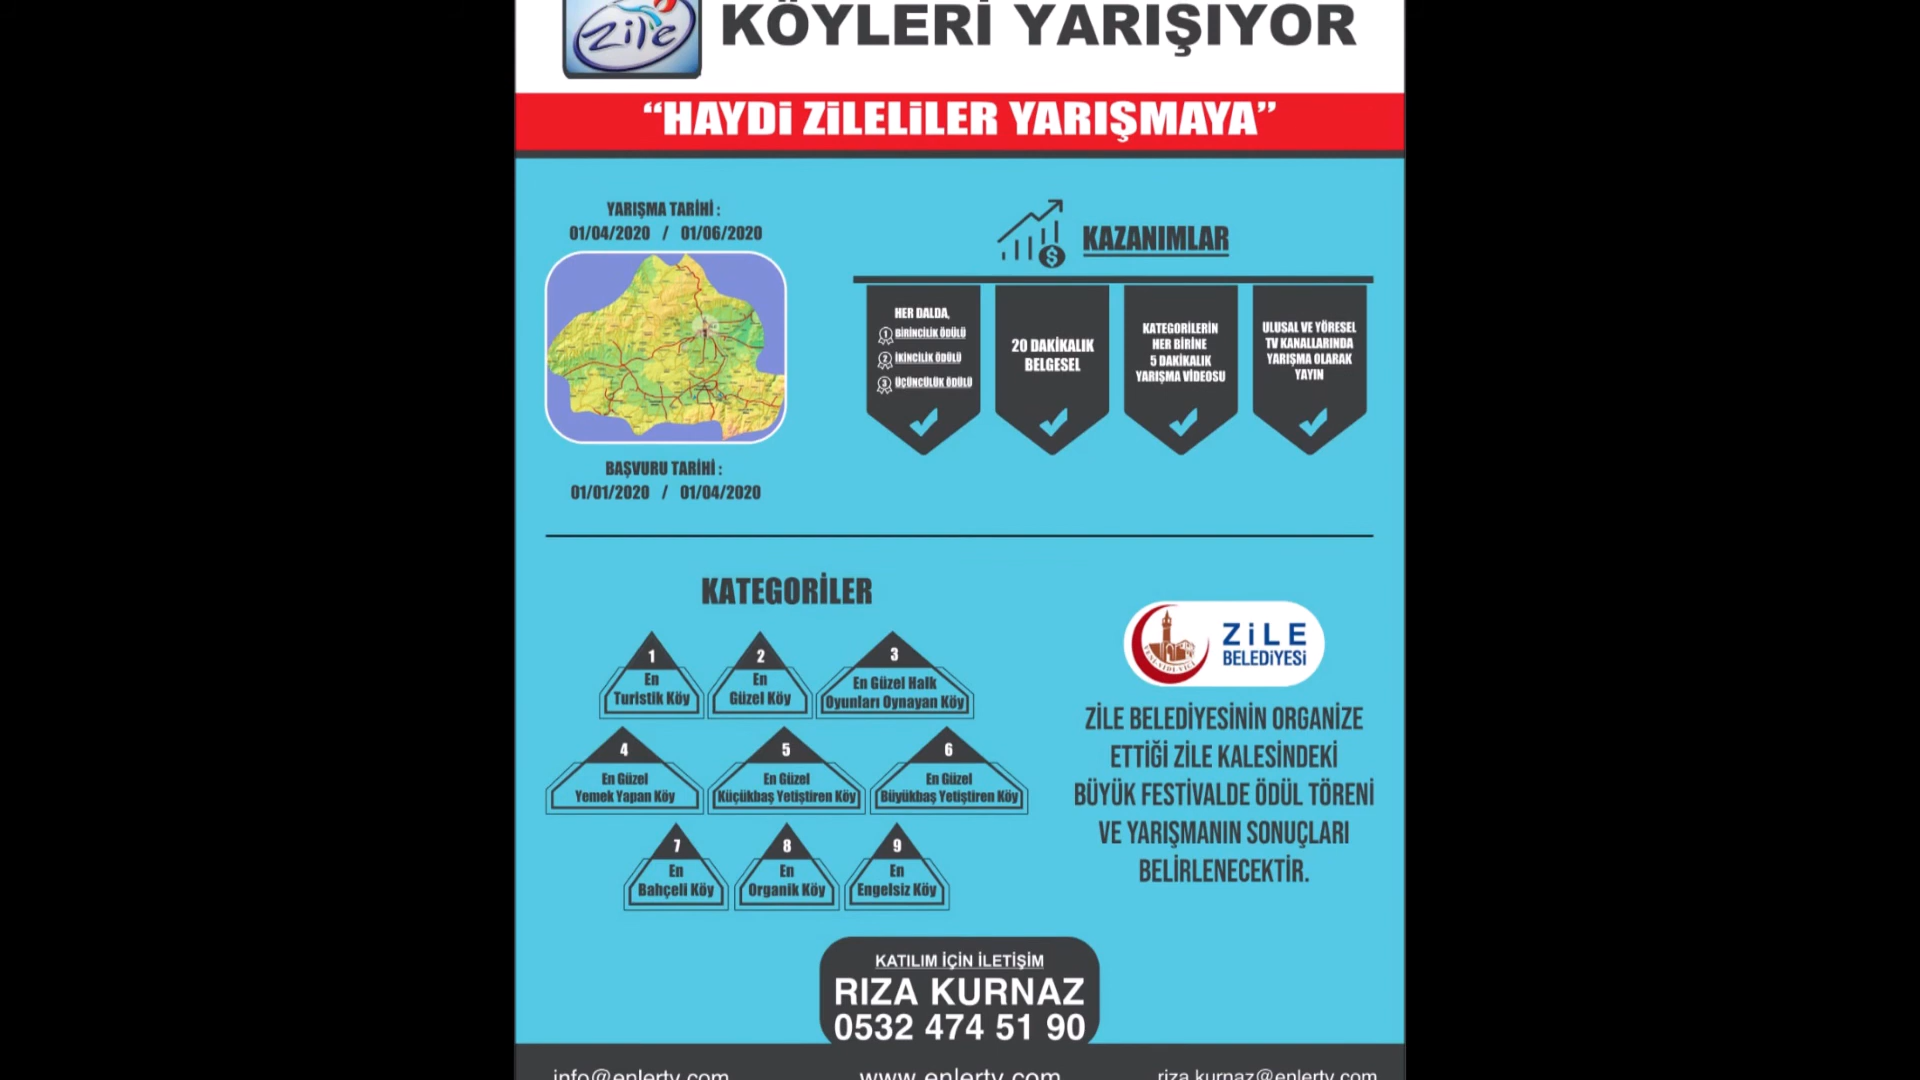 Zile
KÖYLERİ YARIŞIYOR
“HAYDİ ZİLELİLER YARIŞMAYA”
YARIŞMA TARİHİ :
01/04/2020 / 01/06/2020
BAŞVURU TARİHİ :
01/01/2020 / 01/04/2020
KAZANIMLAR
HER DALDA,
1 BİRİNCİLİK ÖDÜLÜ
2 İKİNCİLİK ÖDÜLÜ
3 ÜÇÜNCÜLÜK ÖDÜLÜ
20 DAKİKALIK
BELGESEL
KATEGORİLERİN
HER BİRİNE
5 DAKİKALIK
YARIŞMA VİDEOSU
ULUSAL VE YÖRESEL
TV KANALLARINDA
YARIŞMA OLARAK
YAYIN
KATEGORİLER
1
En
Turistik Köy
2
En
Güzel Köy
3
En Güzel Halk
Oyunları Oynayan Köy
4
En Güzel
Yemek Yapan Köy
5
En Güzel
Küçükbaş Yetiştiren Köy
6
En Güzel
Büyükbaş Yetiştiren Köy
7
En
Bahçeli Köy
8
En
Organik Köy
9
En
Engelsiz Köy
ZİLE
BELEDİYESİ
ZİLE BELEDİYESİNİN ORGANİZE
ETTİĞİ ZİLE KALESİNDEKİ
BÜYÜK FESTİVALDE ÖDÜL TÖRENİ
VE YARIŞMANIN SONUÇLARI
BELİRLENECEKTİR.
KATILIM İÇİN İLETİŞİM
RIZA KURNAZ
0532 474 51 90
info@enlertv.com
www.enlertv.com
riza.kurnaz@enlertv.com